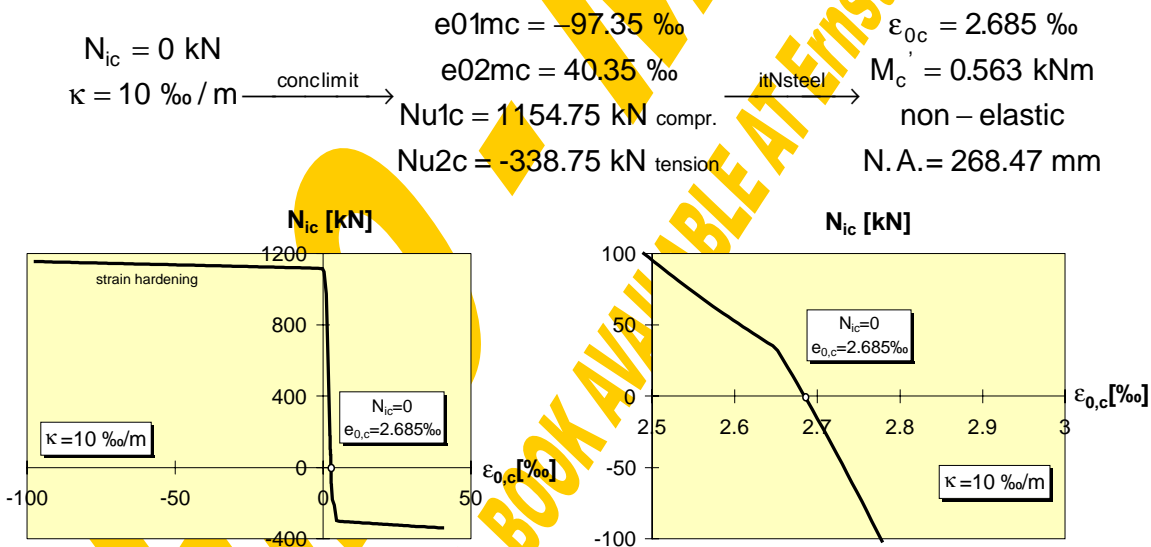 N_ic = 0 kN
κ = 10 ‰ / m
conclimit
e01mc = −97.35 ‰
e02mc = 40.35 ‰
Nu1c = 1154.75 kN compr.
Nu2c = -338.75 kN tension
itNsteel
ε_0c = 2.685 ‰
M_c' = 0.563 kNm
non − elastic
N.A. = 268.47 mm
N_ic [kN]
1200
800
400
0
-400
-100
-50
0
50
strain hardening
N_ic=0
e_0,c=2.685‰
κ=10 ‰/m
ε_0,c[‰]
N_ic [kN]
100
50
0
-50
-100
2.5
2.6
2.7
2.8
2.9
3
N_ic=0
e_0,c=2.685‰
κ=10 ‰/m
ε_0,c[‰]
BOOK AVAILABLE AT Ernst